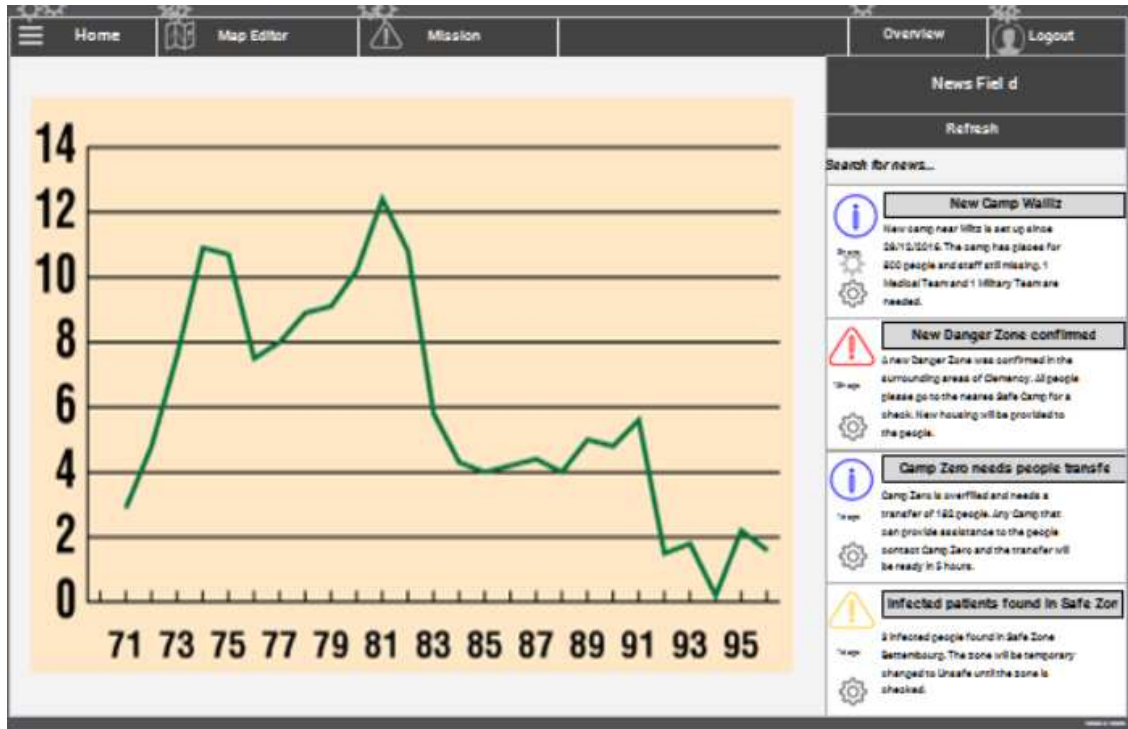 Home
Map Editor
Mission
Overview
Logout
14
12
10
8
6
4
2
0
71 73 75 77 79 81 83 85 87 89 91 93 95
News Fiel d
Refresh
Search for news...
New Camp Walliz
New camp near Wiltz is set up since
28/12/2016. The camp has places for
500 people and staff still missing. 1
Medical Team and 1 Military Team are
needed.
New Danger Zone confirmed
A new Danger Zone was confirmed in the
surrounding areas of Clemency. All people
please go to the neares Safe Camp for a
check. New housing will be provided to
the people.
Camp Zero needs people transfe
Camp Zero is overfilled and needs a
transfer of people. Any Camp that
can provide assistance to the people
contact Camp Zero and the transfer will
be ready in 5 hours.
Infected patients found in Safe Zon
infected people found in Safe Zone
Bettembourg. The zone will be temporary
changed to Unsafe until the zone is
checked.